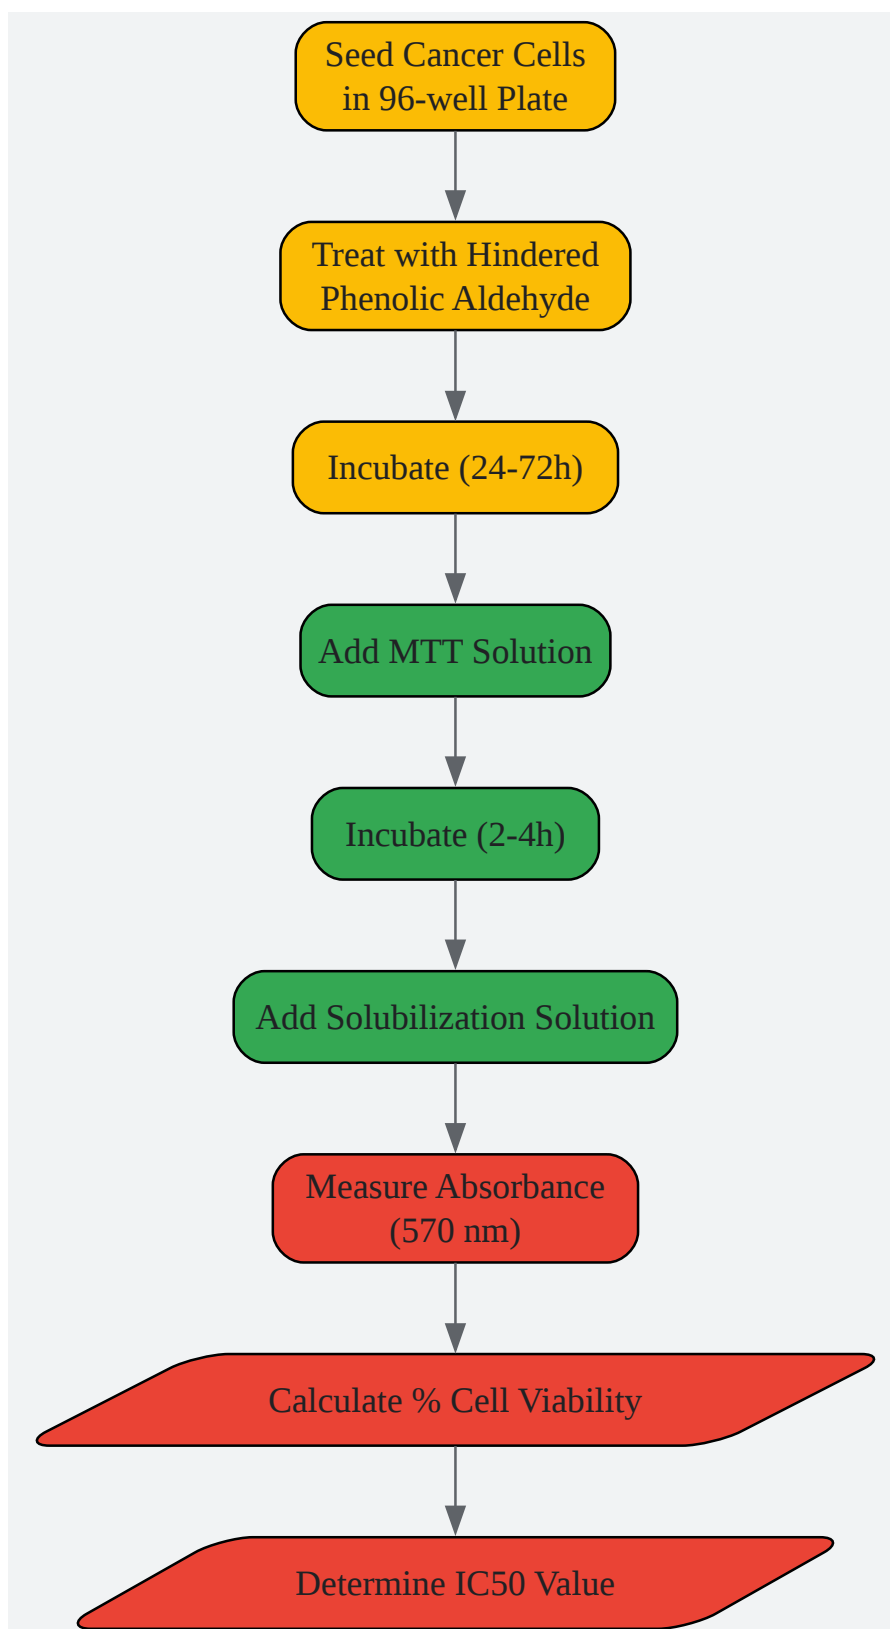 Seed Cancer Cells
in 96-well Plate
Treat with Hindered
Phenolic Aldehyde
Incubate (24-72h)
Add MTT Solution
Incubate (2-4h)
Add Solubilization Solution
Measure Absorbance
(570 nm)
Calculate % Cell Viability
Determine IC50 Value